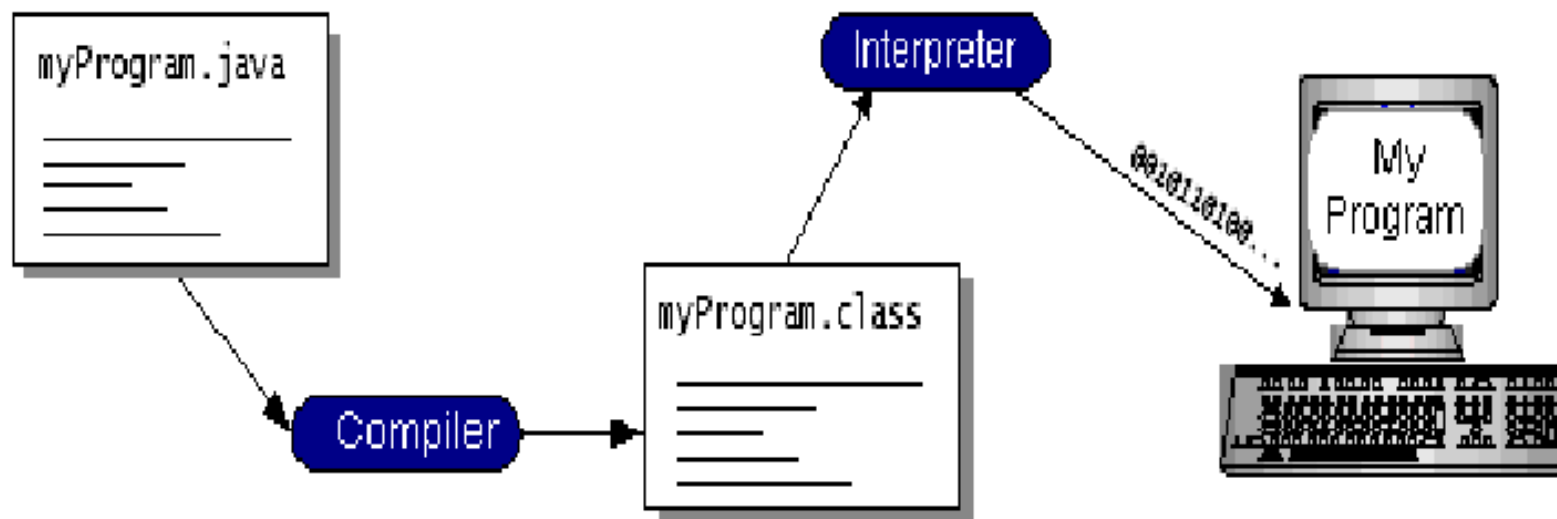 myProgram.java
Compiler
myProgram.class
Interpreter
0010110100...
My
Program